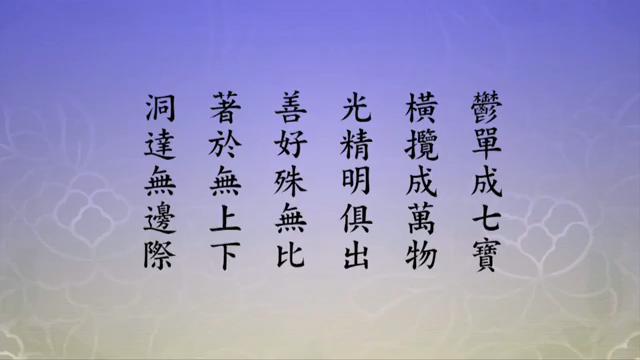 鬱單成七寶
橫攬成萬物
光精明俱出
善好殊無比
著於無上下
洞達無邊際